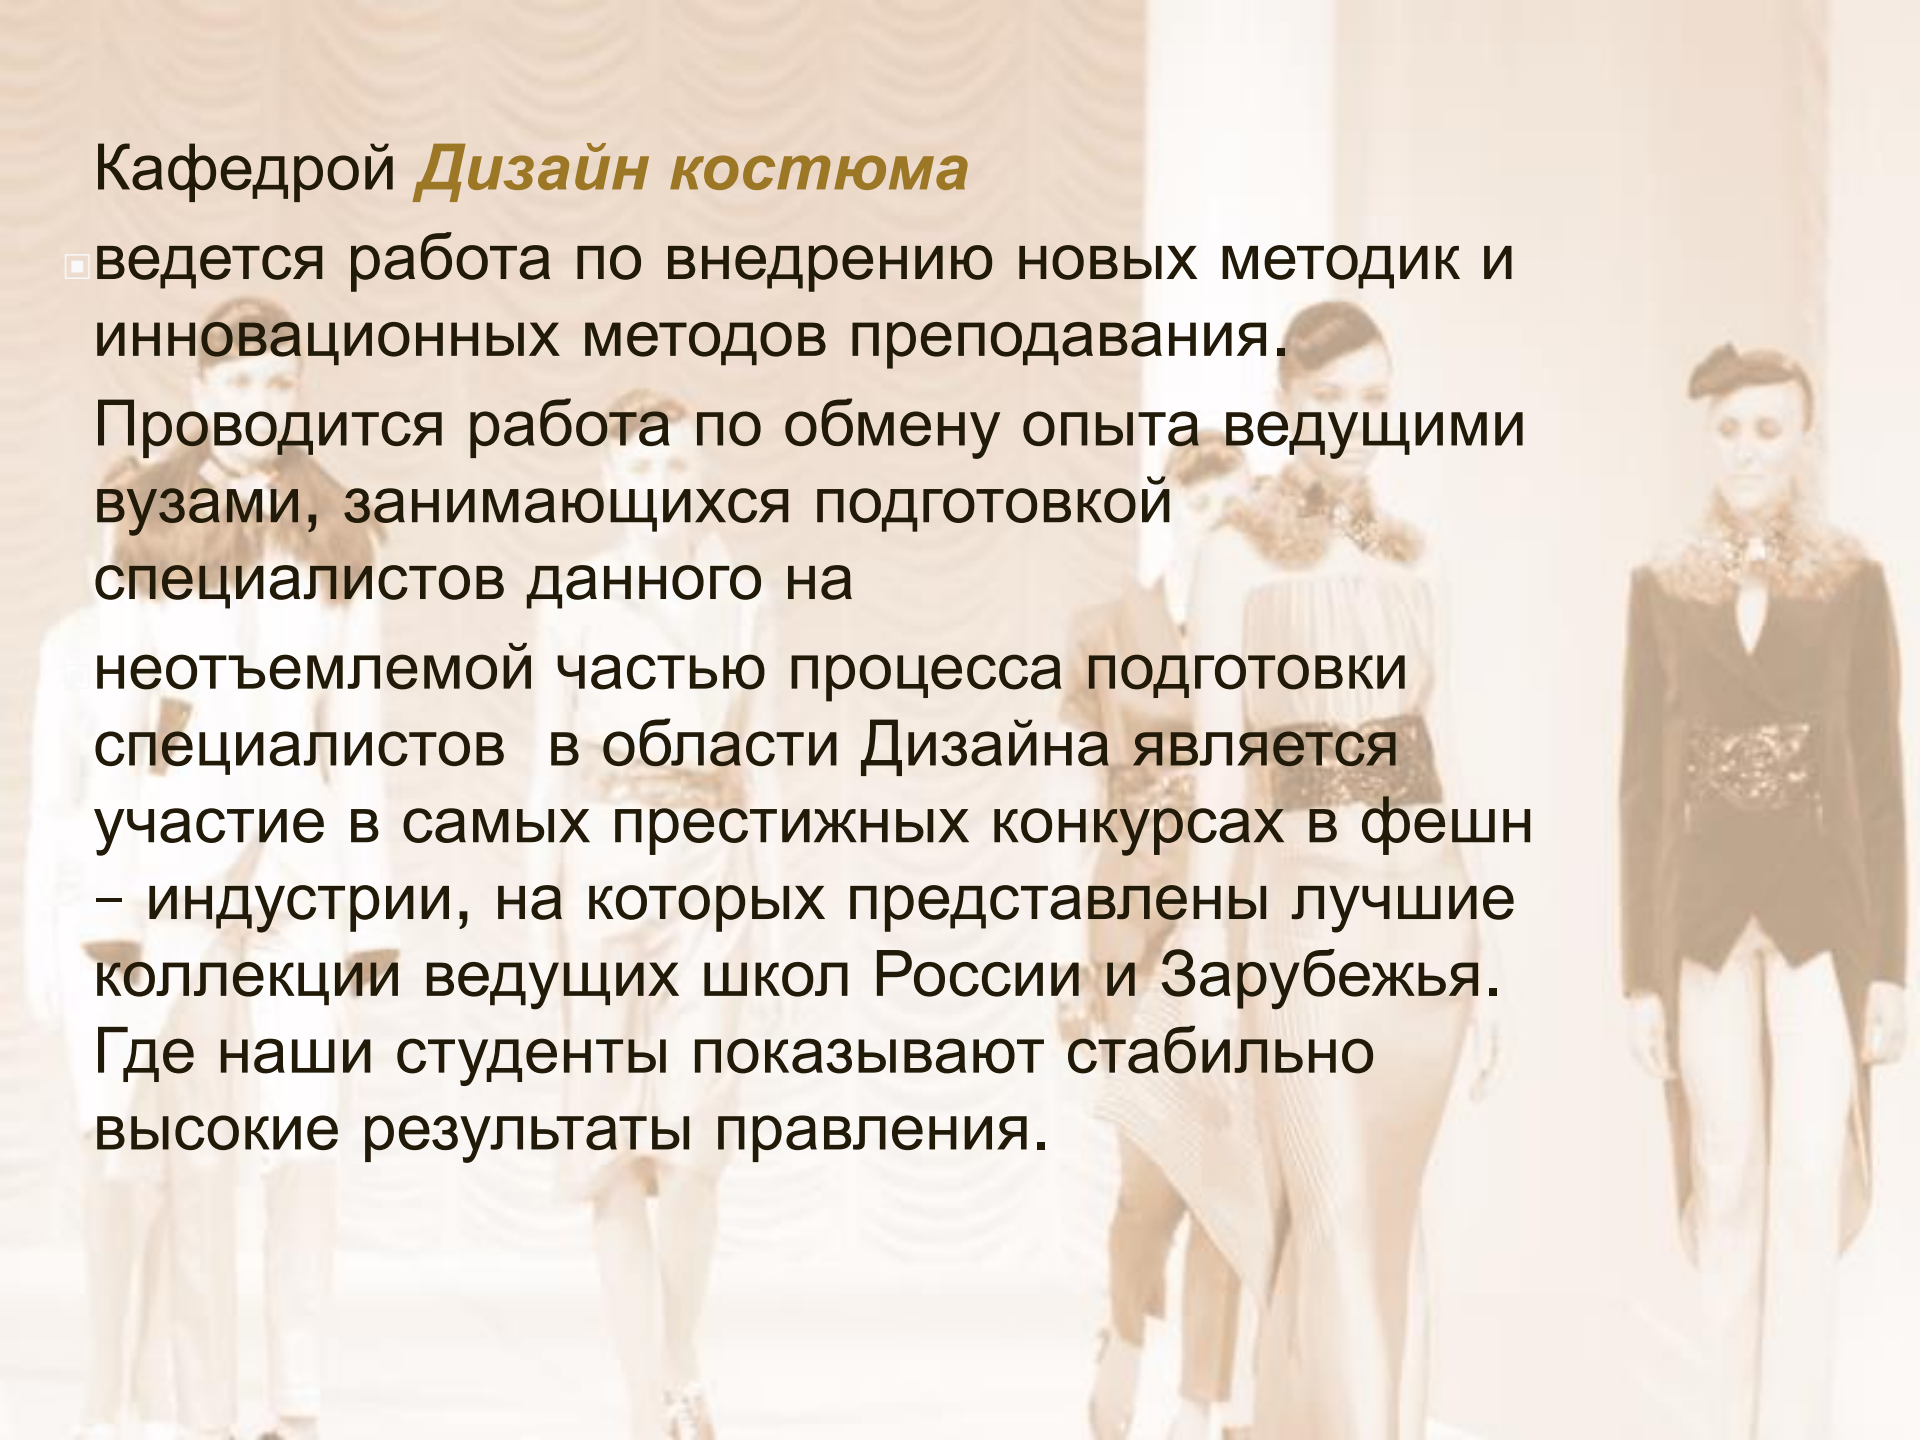 Кафедрой Дизайн костюма
ведется работа по внедрению новых методик и
инновационных методов преподавания.
Проводится работа по обмену опыта ведущими
вузами, занимающихся подготовкой
специалистов данного на
неотъемлемой частью процесса подготовки
специалистов  в области Дизайна является
участие в самых престижных конкурсах в фешн
– индустрии, на которых представлены лучшие
коллекции ведущих школ России и Зарубежья.
Где наши студенты показывают стабильно
высокие результаты правления.